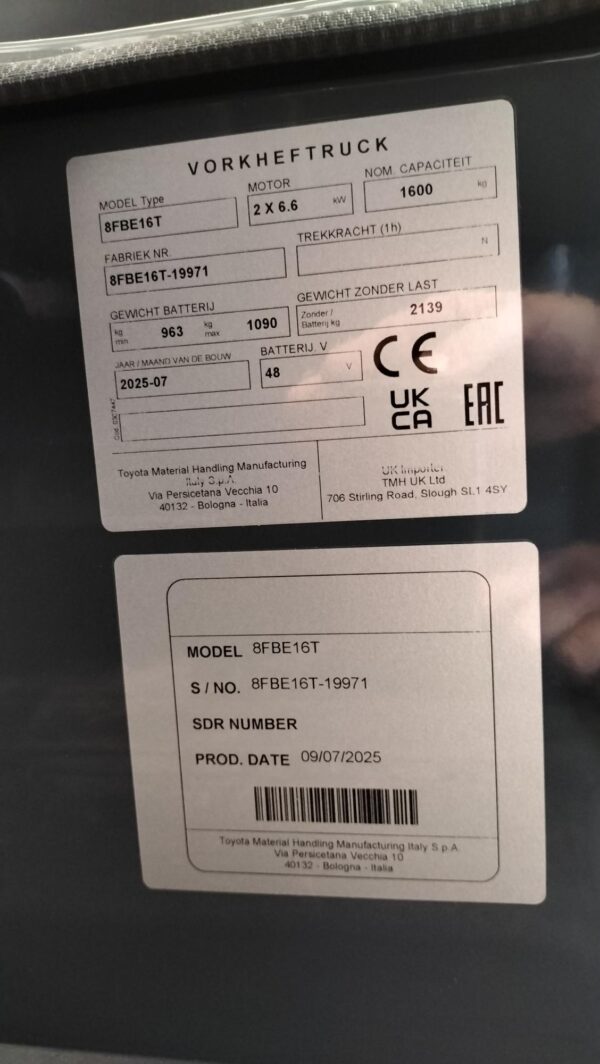 VORKHEFTRUCK
MODEL Type
8FBE16T
MOTOR
2 X 6.6 kW
NOM. CAPACITEIT
1600 kg
FABRIEK NR.
8FBE16T-19971
TREKKRACHT (1h)
N
GEWICHT BATTERIJ
kg min 963 kg max 1090
GEWICHT ZONDER LAST
Zonder / Batterij kg 2139
JAAR / MAAND VAN DE BOUW
2025-07
BATTERIJ. V
48 V
CE
UK
CA
EAC
Toyota Material Handling Manufacturing
Italy S.p.A.
Via Persicetana Vecchia 10
40132 - Bologna - Italia
UK Importer
TMH UK Ltd
706 Stirling Road, Slough SL1 4SY
MODEL 8FBE16T
S / NO. 8FBE16T-19971
SDR NUMBER
PROD. DATE 09/07/2025
Toyota Material Handling Manufacturing Italy S.p.A.
Via Persicetana Vecchia 10
40132 - Bologna - Italia